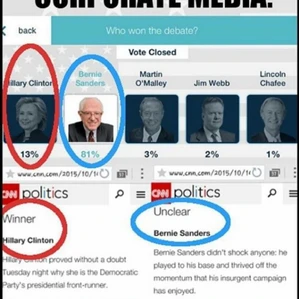 CORPORATE MEDIA.
back
Who won the debate?
Vote Closed
Hillary Clinton
Bernie Sanders
Martin O'Malley
Jim Webb
Lincoln Chafee
13%
81%
3%
2%
1%
www.cnn.com/2015/10/1
www.cnn.com/2015/10/1
CNN politics
CNN politics
Winner
Hillary Clinton
Hillary Clinton proved without a doubt
Tuesday night why she is the Democratic
Party's presidential front-runner.
Unclear
Bernie Sanders
Bernie Sanders didn't shock anyone: he
played to his base and thrived off the
momentum that his insurgent campaign
has enjoyed.